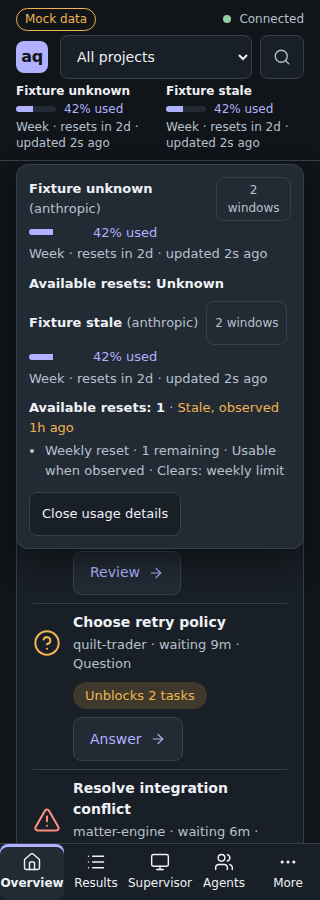 Mock data
Connected
aq
All projects
Fixture unknown
42% used
Week · resets in 2d ·
updated 2s ago
Fixture stale
42% used
Week · resets in 2d ·
updated 2s ago
Fixture unknown
(anthropic)
2
windows
42% used
Week · resets in 2d · updated 2s ago
Available resets: Unknown
Fixture stale (anthropic)
2 windows
42% used
Week · resets in 2d · updated 2s ago
Available resets: 1 · Stale, observed
1h ago
• Weekly reset · 1 remaining · Usable
when observed · Clears: weekly limit
Close usage details
Review
Choose retry policy
quilt-trader · waiting 9m ·
Question
Unblocks 2 tasks
Answer
Resolve integration
conflict
matter-engine · waiting 6m ·
Overview
Results
Supervisor
Agents
More